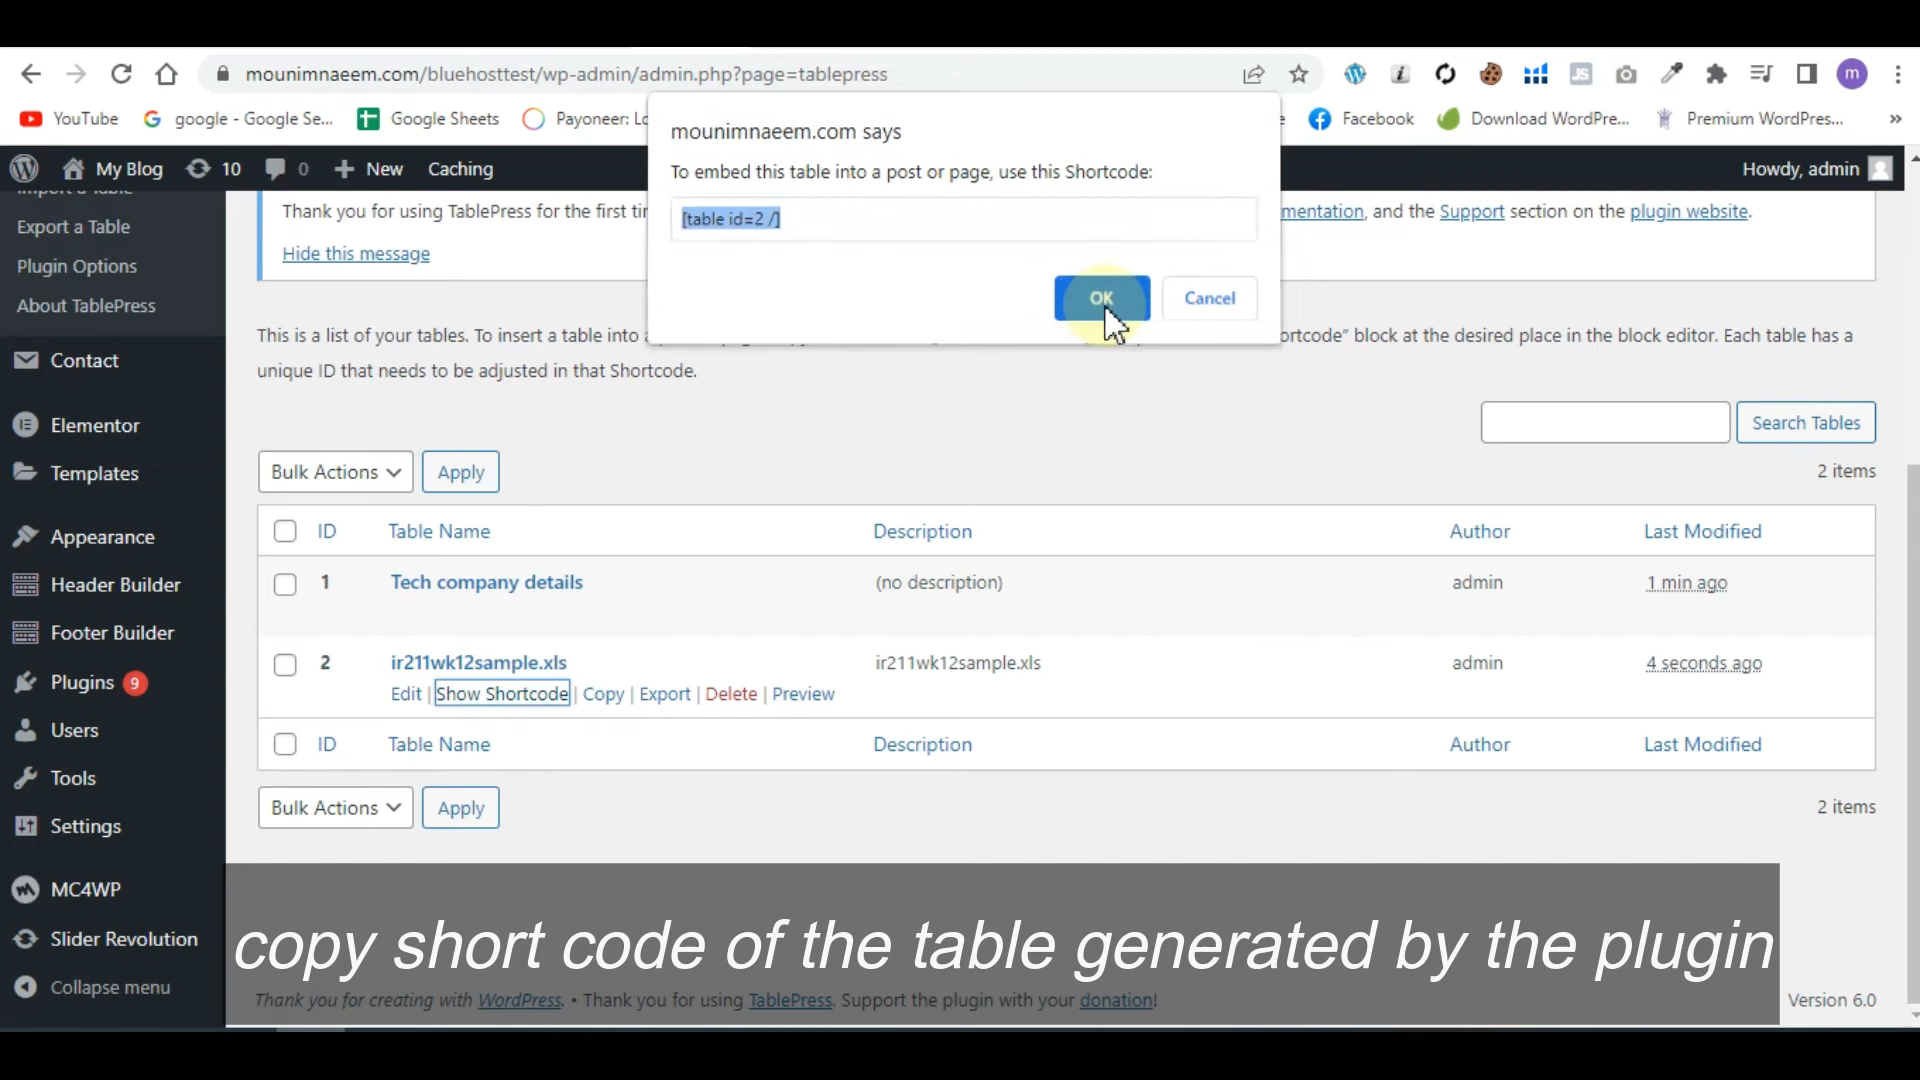 mounimnaeem.com/bluehosttest/wp-admin/admin.php?page=tablepress
m
YouTube
google - Google Se...
Google Sheets
Payoneer: Lo
e
Facebook
Download WordPre...
Premium WordPres...
»
mounimnaeem.com says
To embed this table into a post or page, use this Shortcode:
[table id=2 /]
OK
Cancel
My Blog
10
0
New
Caching
Howdy, admin
Import a Table
Export a Table
Plugin Options
About TablePress
Contact
Elementor
Templates
Appearance
Header Builder
Footer Builder
Plugins 9
Users
Tools
Settings
MC4WP
Slider Revolution
Collapse menu
Thank you for using TablePress for the first tir
mentation, and the Support section on the plugin website.
Hide this message
This is a list of your tables. To insert a table into
ortcode" block at the desired place in the block editor. Each table has a
unique ID that needs to be adjusted in that Shortcode.
Search Tables
Bulk Actions
Apply
2 items
ID Table Name Description Author Last Modified
1 Tech company details (no description) admin 1 min ago
2 ir211wk12sample.xls ir211wk12sample.xls admin 4 seconds ago
Edit | Show Shortcode | Copy | Export | Delete | Preview
ID Table Name Description Author Last Modified
Bulk Actions
Apply
2 items
copy short code of the table generated by the plugin
Thank you for creating with WordPress. • Thank you for using TablePress. Support the plugin with your donation!
Version 6.0